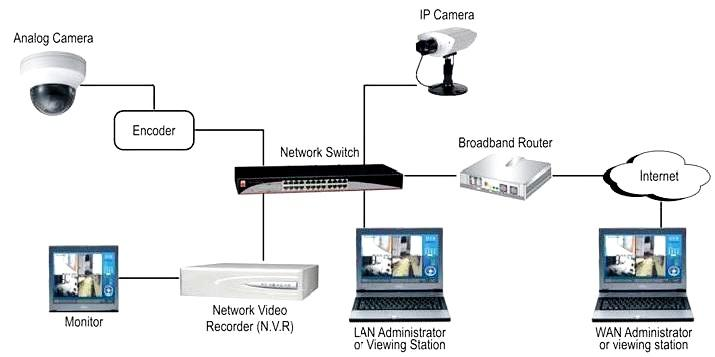 IP Camera
Analog Camera
Encoder
Network Switch
Broadband Router
Internet
Monitor
Network Video
Recorder (N.V.R)
LAN Administrator
or Viewing Station
WAN Administrator
or viewing station